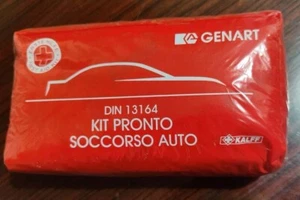 GENART
DIN 13164
KIT PRONTO
SOCCORSO AUTO
KALFF